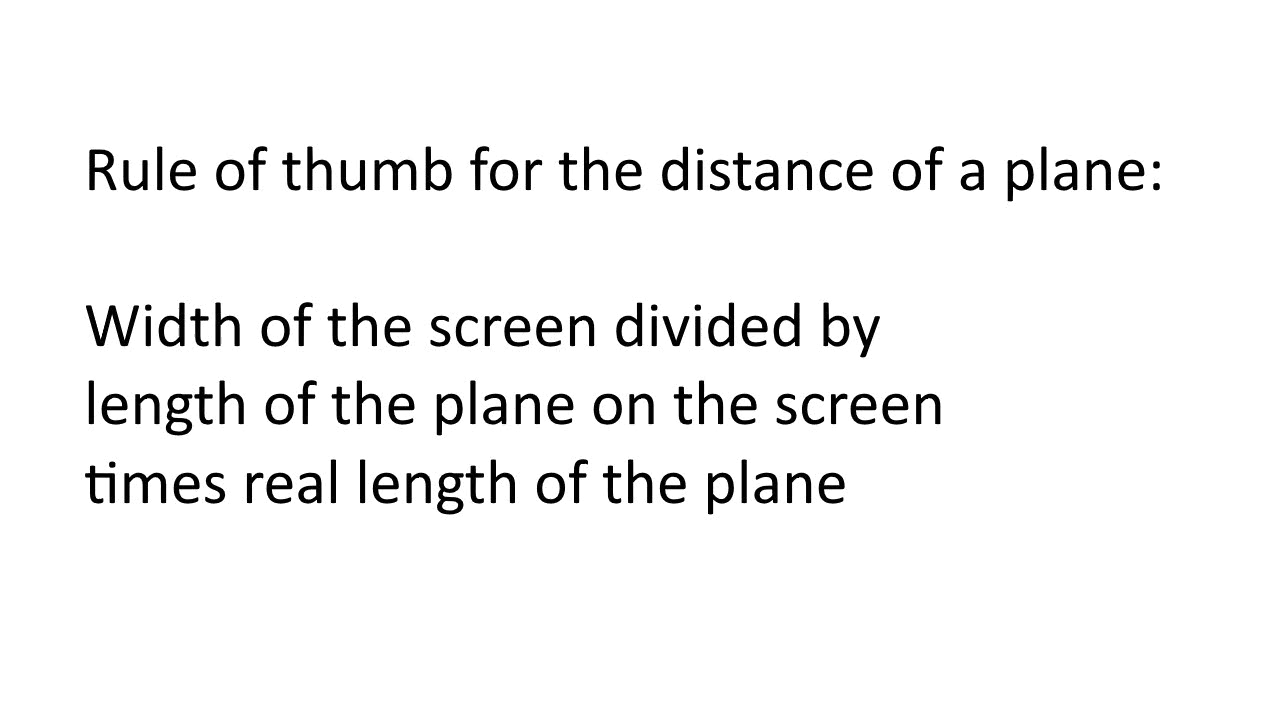 Rule of thumb for the distance of a plane:
Width of the screen divided by
length of the plane on the screen
times real length of the plane